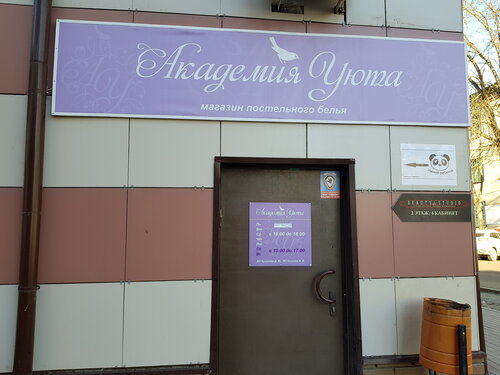 Академия Уюта
магазин постельного белья
BEAUTY STUDIO
2 ЭТАЖ, 4 КАБИНЕТ
Академия Уюта
с 10.00 до 18.00
с 10.00 до 17.00